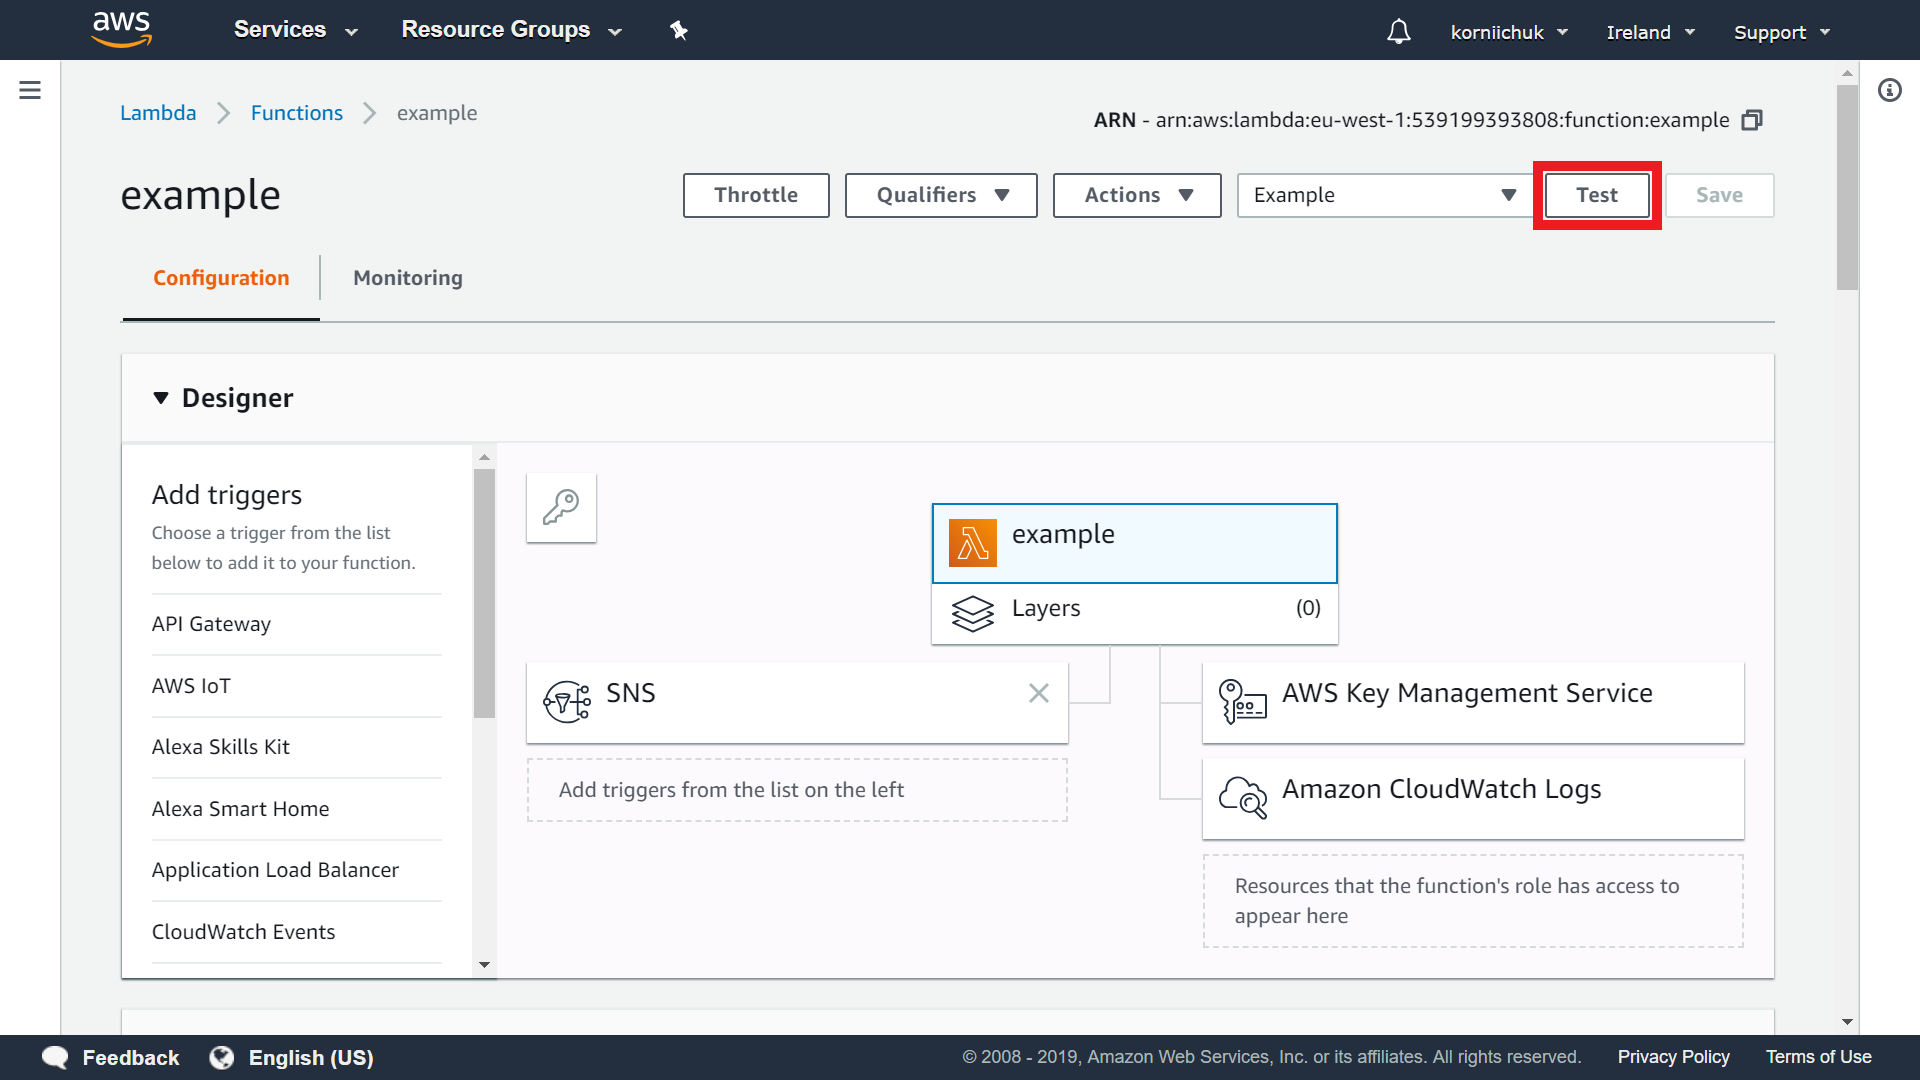 aws
Services
Resource Groups
korniichuk
Ireland
Support
Lambda
Functions
example
ARN - arn:aws:lambda:eu-west-1:539199393808:function:example
example
Throttle
Qualifiers
Actions
Example
Test
Save
Configuration
Monitoring
Designer
Add triggers
Choose a trigger from the list
below to add it to your function.
API Gateway
AWS IoT
Alexa Skills Kit
Alexa Smart Home
Application Load Balancer
CloudWatch Events
example
Layers
(0)
SNS
Add triggers from the list on the left
AWS Key Management Service
Amazon CloudWatch Logs
Resources that the function's role has access to
appear here
Feedback
English (US)
© 2008 - 2019, Amazon Web Services, Inc. or its affiliates. All rights reserved.
Privacy Policy
Terms of Use